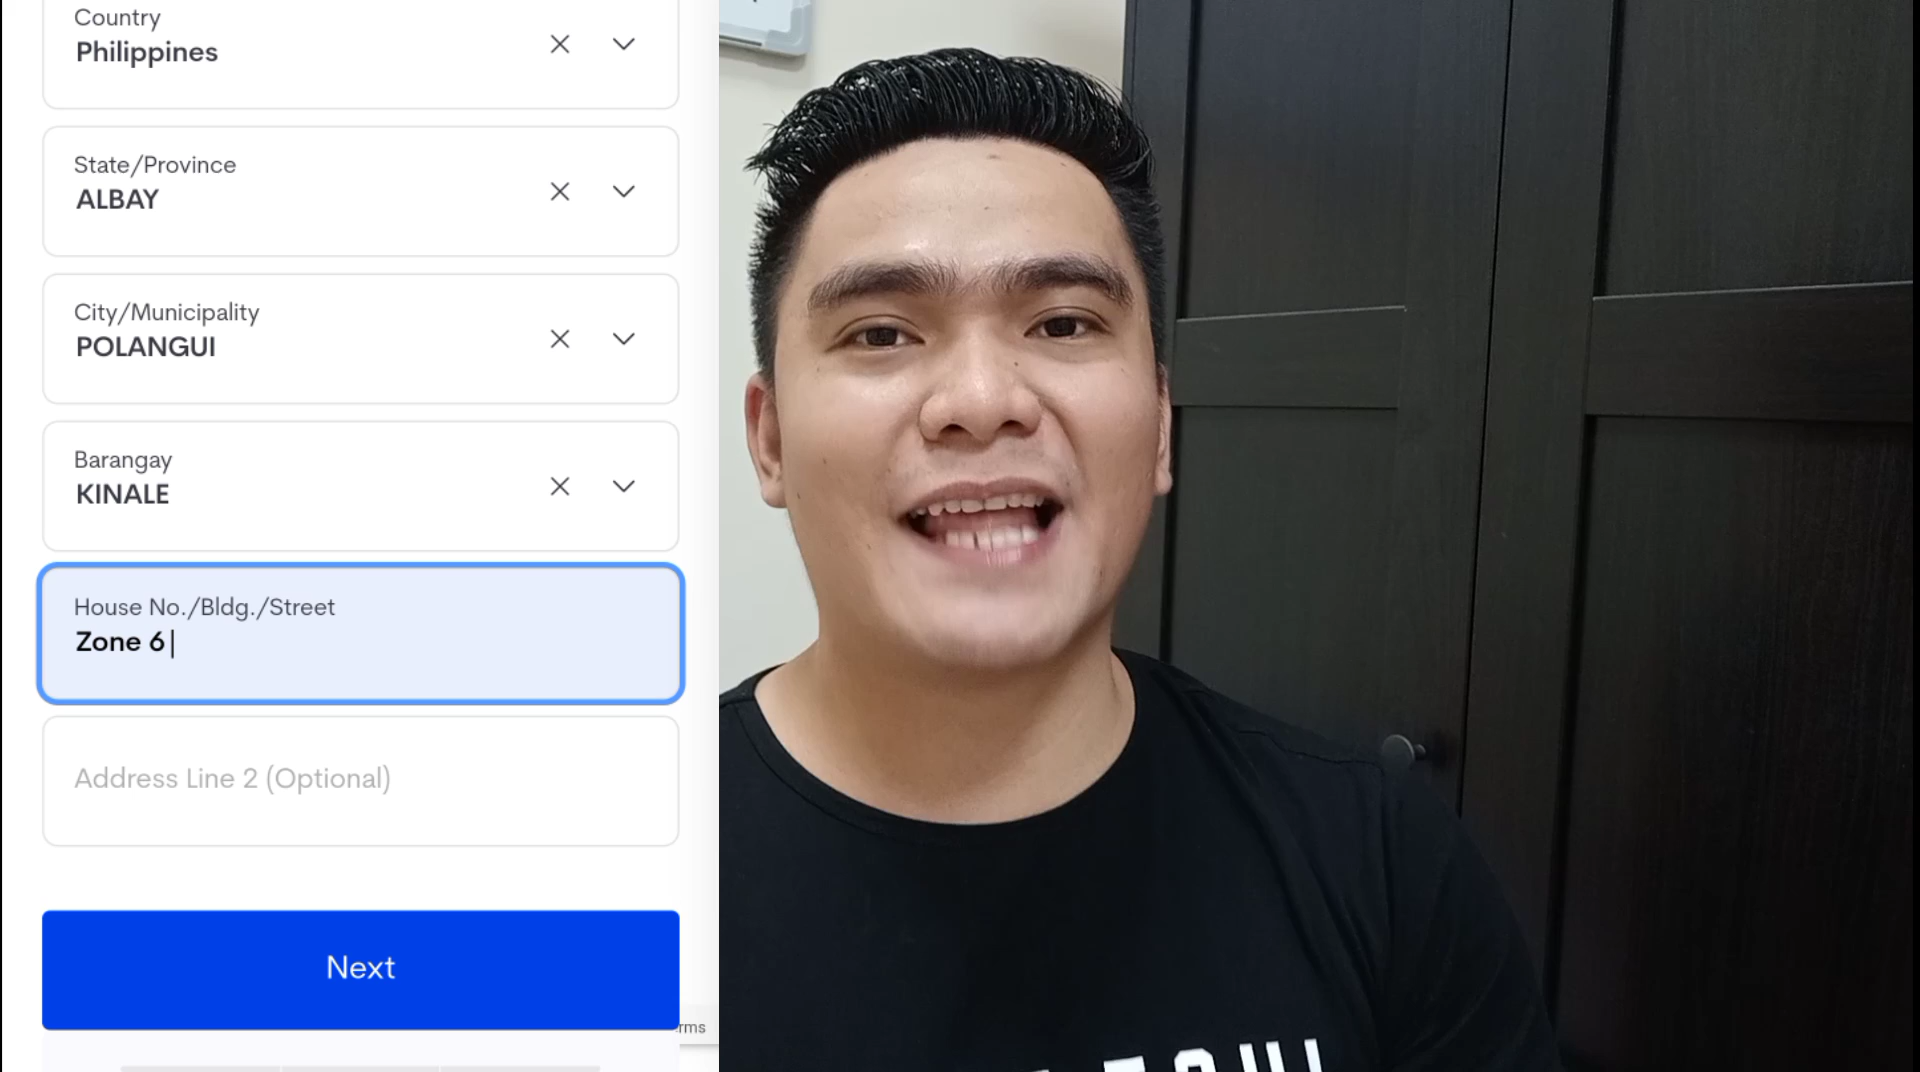 Country
Philippines
State/Province
ALBAY
City/Municipality
POLANGUI
Barangay
KINALE
House No./Bldg./Street
Zone 6
Address Line 2 (Optional)
Next
rms